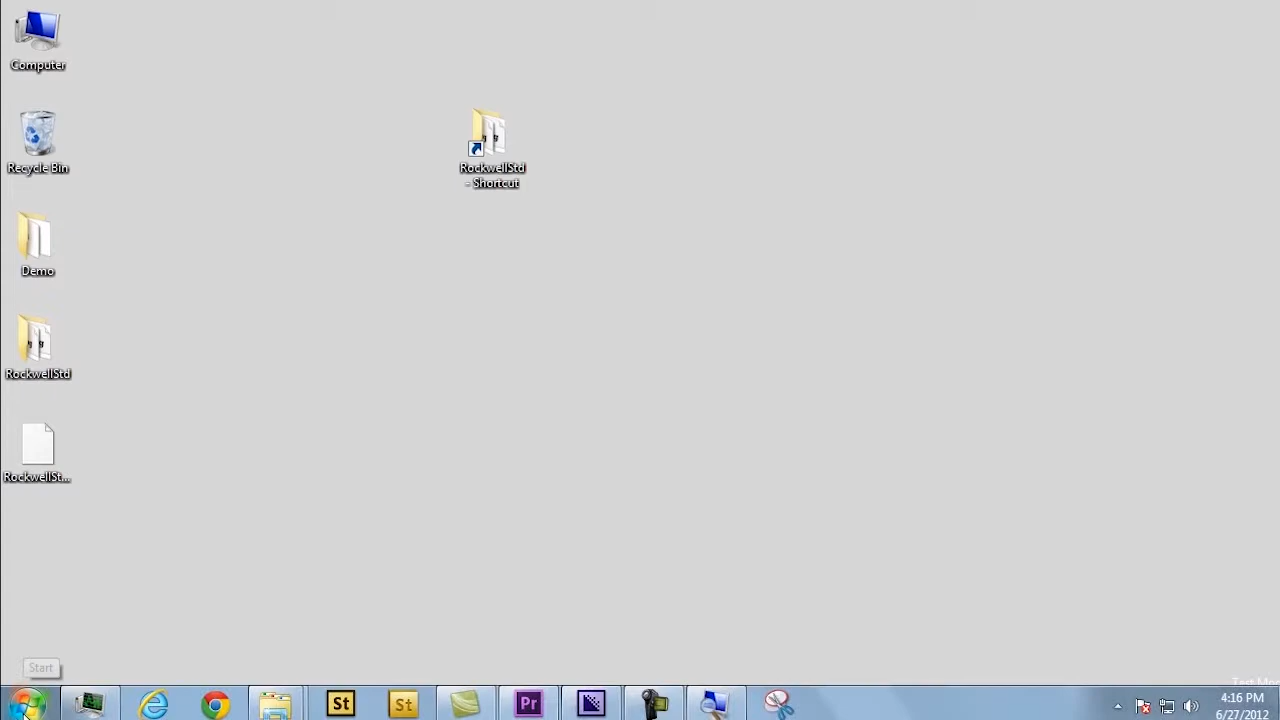 Computer
Recycle Bin
Demo
RockwellStd
RockwellSt...
RockwellStd
- Shortcut
Start
St
St
Pr
4:16 PM
6/27/2012